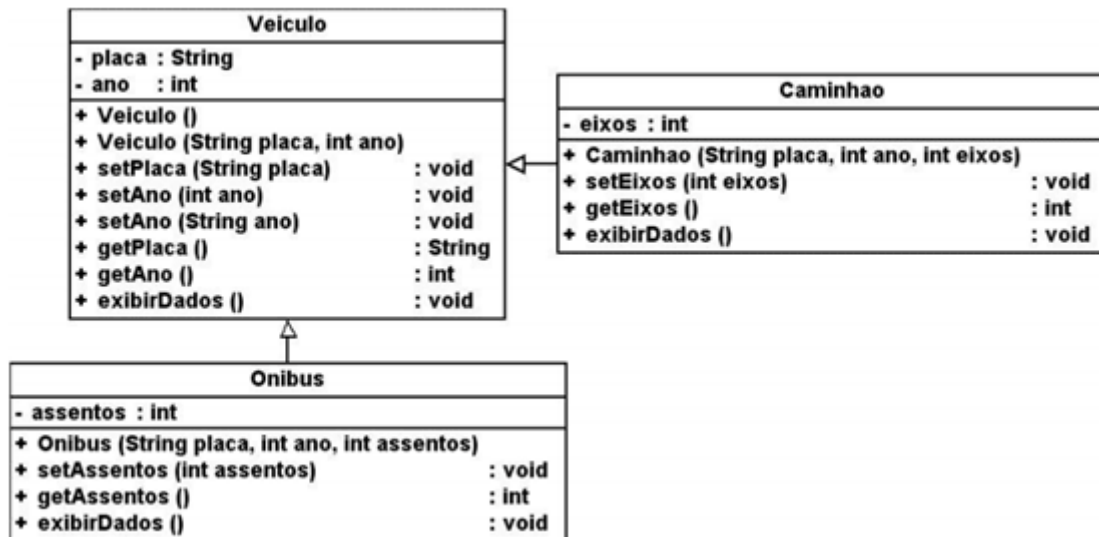 Veiculo
- placa : String
- ano : int
+ Veiculo ()
+ Veiculo (String placa, int ano)
+ setPlaca (String placa) : void
+ setAno (int ano) : void
+ setAno (String ano) : void
+ getPlaca () : String
+ getAno () : int
+ exibirDados () : void
Caminhao
- eixos : int
+ Caminhao (String placa, int ano, int eixos)
+ setEixos (int eixos) : void
+ getEixos () : int
+ exibirDados () : void
Onibus
- assentos : int
+ Onibus (String placa, int ano, int assentos)
+ setAssentos (int assentos) : void
+ getAssentos () : int
+ exibirDados () : void